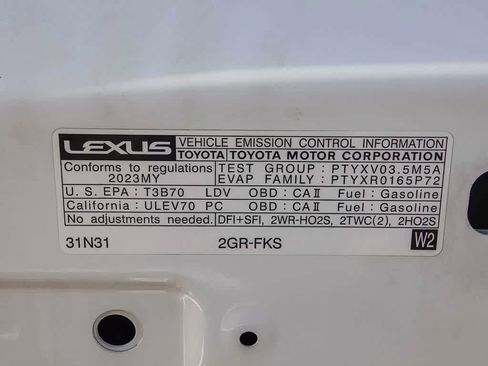 LEXUS VEHICLE EMISSION CONTROL INFORMATION
TOYOTA TOYOTA MOTOR CORPORATION
Conforms to regulations TEST GROUP : PTYXV03.5M5A
2023MY EVAP FAMILY : PTYXR0165P72
U. S. EPA : T3B70 LDV OBD : CAⅡ Fuel : Gasoline
California : ULEV70 PC OBD : CAⅡ Fuel : Gasoline
No adjustments needed. DFI+SFI, 2WR-HO2S, 2TWC(2), 2HO2S
31N31 2GR-FKS W2